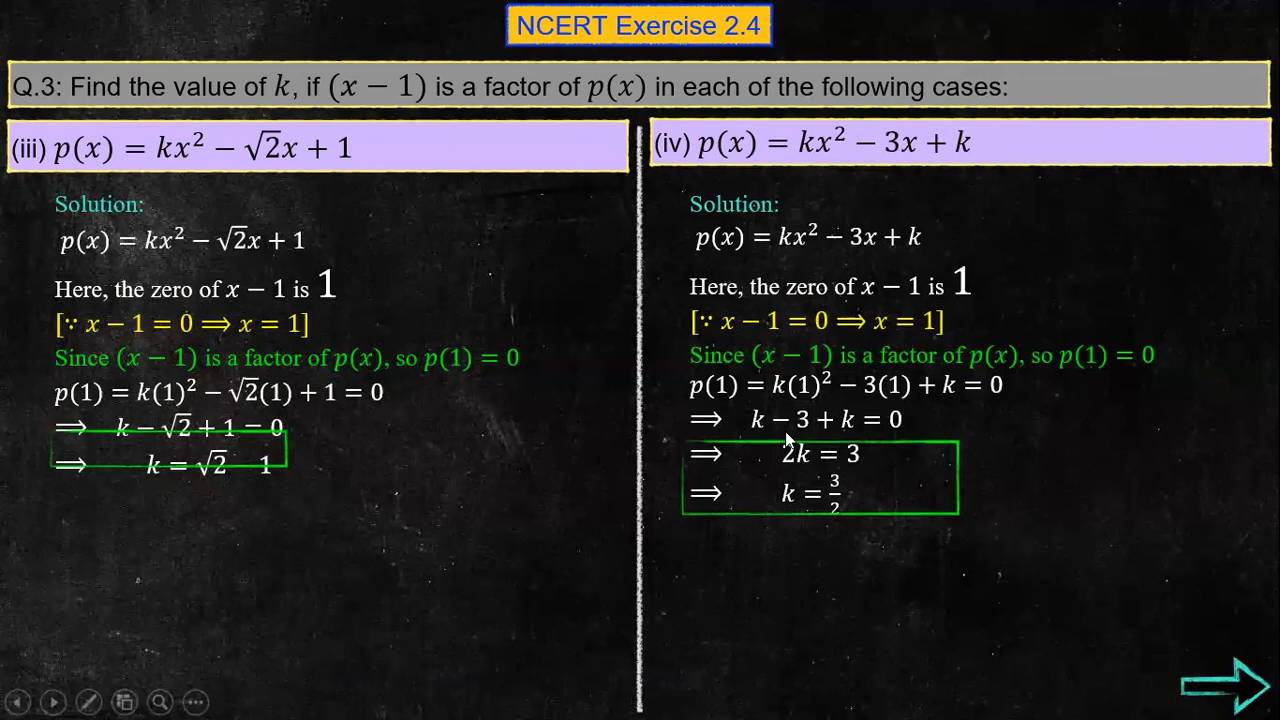 NCERT Exercise 2.4
Q.3: Find the value of k, if (x − 1) is a factor of p(x) in each of the following cases:
(iii) p(x) = kx² − √2x + 1
Solution:
p(x) = kx² − √2x + 1
Here, the zero of x − 1 is 1
[∵ x − 1 = 0 ⟹ x = 1]
Since (x − 1) is a factor of p(x), so p(1) = 0
p(1) = k(1)² − √2(1) + 1 = 0
⟹ k − √2 + 1 = 0
⟹ k = √2 − 1
(iv) p(x) = kx² − 3x + k
Solution:
p(x) = kx² − 3x + k
Here, the zero of x − 1 is 1
[∵ x − 1 = 0 ⟹ x = 1]
Since (x − 1) is a factor of p(x), so p(1) = 0
p(1) = k(1)² − 3(1) + k = 0
⟹ k − 3 + k = 0
⟹ 2k = 3
⟹ k = 3/2